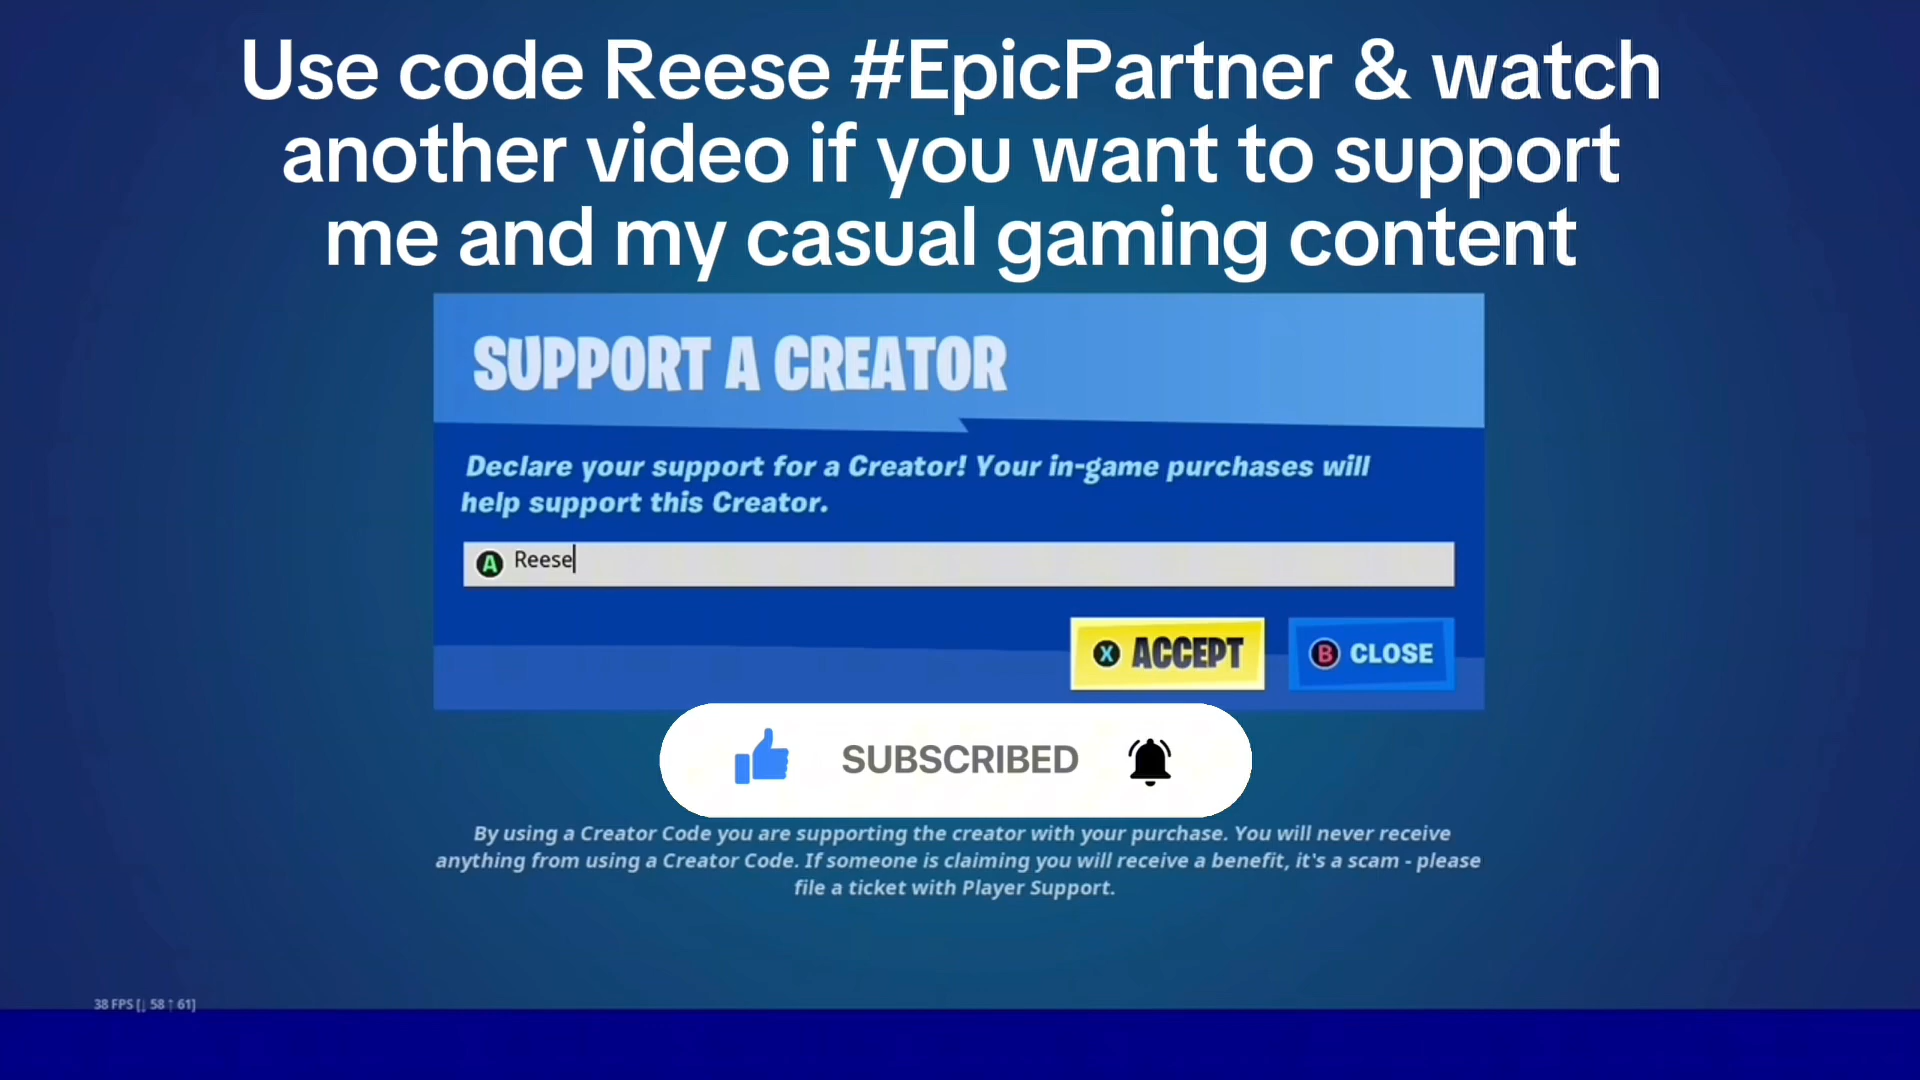 Use code Reese #EpicPartner & watch
another video if you want to support
me and my casual gaming content
SUPPORT A CREATOR
Declare your support for a Creator! Your in-game purchases will
help support this Creator.
A Reese
X ACCEPT
B CLOSE
SUBSCRIBED
By using a Creator Code you are supporting the creator with your purchase. You will never receive
anything from using a Creator Code. If someone is claiming you will receive a benefit, it's a scam - please
file a ticket with Player Support.
38 FPS [↓ 58 ↑ 61]